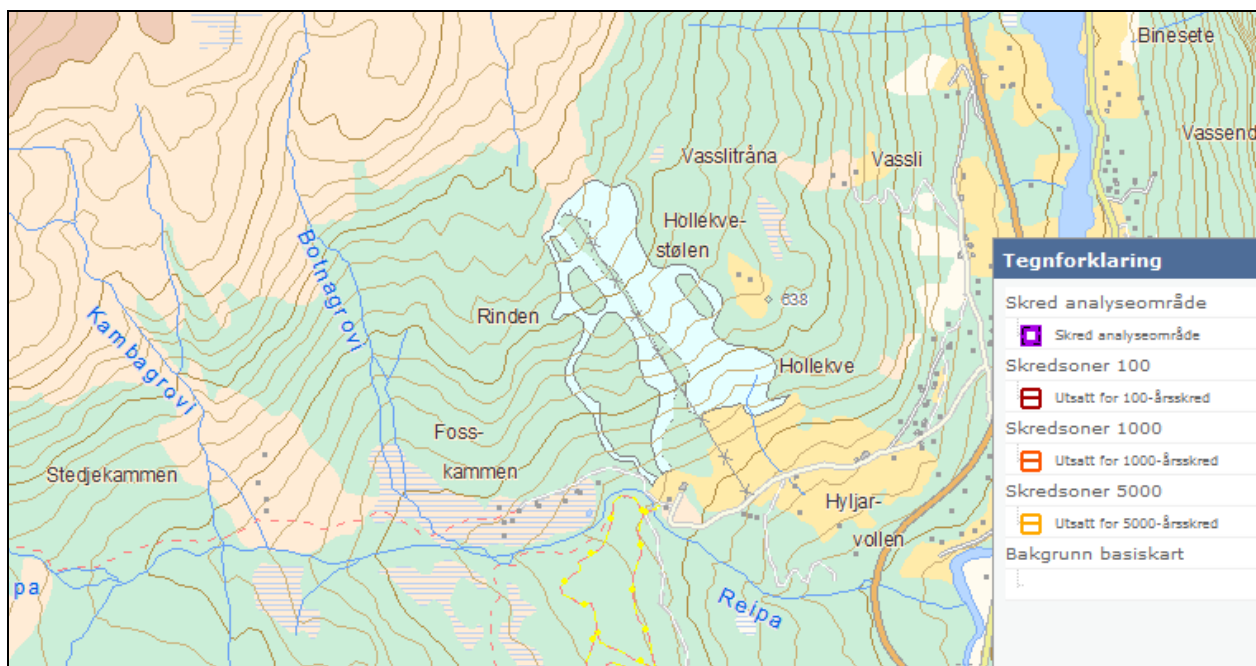 Binesete
Vassend
Vasslitråna
Vassli
Hollekve-
stølen
638
Botnagrovi
Rinden
Kambagrovi
Hollekve
Foss-
kammen
Stedjekammen
Hyljar-
vollen
pa
Reipa
Tegnforklaring
Skred analyseområde
Skred analyseområde
Skredsoner 100
Utsatt for 100-årsskred
Skredsoner 1000
Utsatt for 1000-årsskred
Skredsoner 5000
Utsatt for 5000-årsskred
Bakgrunn basiskart